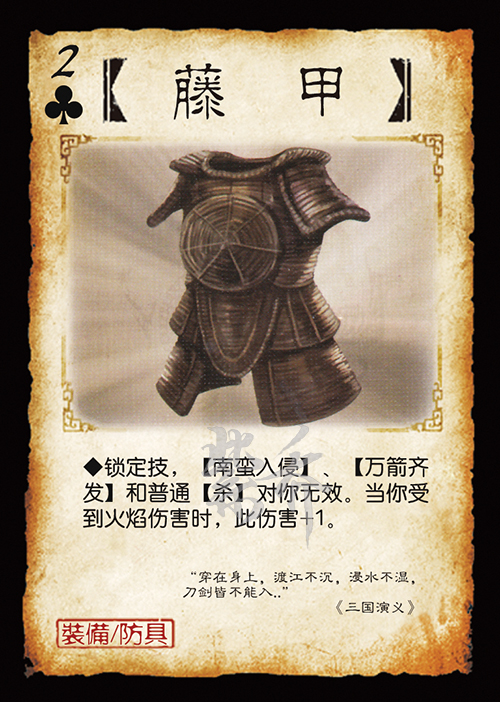 2
【藤 甲】
◆锁定技，【南蛮入侵】、【万箭齐
发】和普通【杀】对你无效。当你受
到火焰伤害时，此伤害+1。
“穿在身上，渡江不沉，浸水不湿，
刀剑皆不能入..”
《三国演义》
裝備/防具